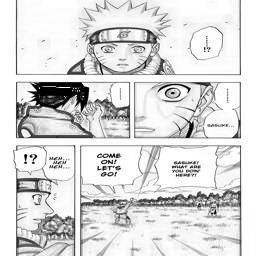 ......
!?
......
SASUKE...
HEH...
HEH...
HEH...
!?
COME
ON!
LET'S
GO!
SASUKE!
WHAT ARE
YOU DOIN'
HERE?!